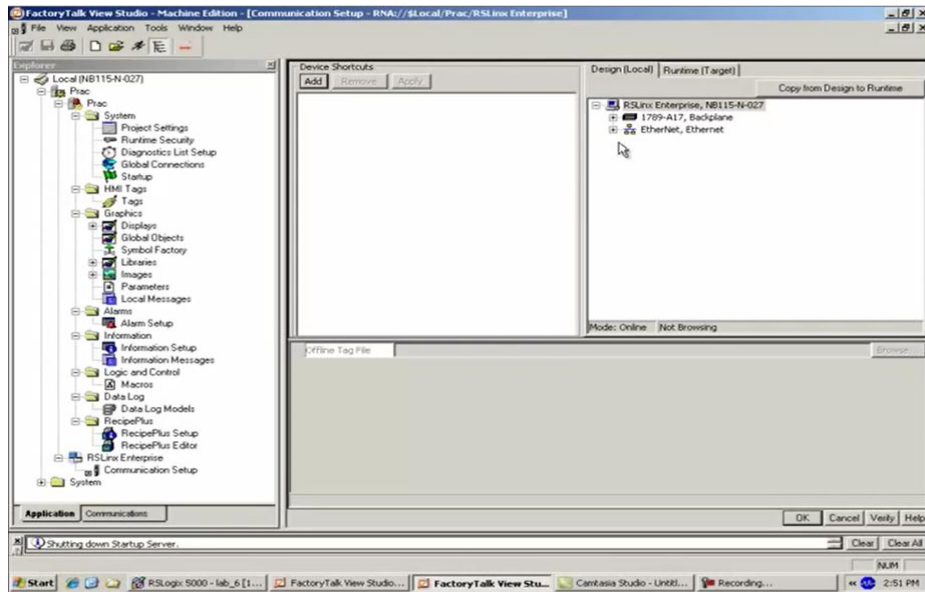 FactoryTalk View Studio - Machine Edition - [Communication Setup - RNA://$Local/Prac/RSLinx Enterprise]
File View Application Tools Window Help
Explorer
Local (NB115-N-027)
Prac
Prac
System
Project Settings
Runtime Security
Diagnostics List Setup
Global Connections
Startup
HMI Tags
Tags
Graphics
Displays
Global Objects
Symbol Factory
Libraries
Images
Parameters
Local Messages
Alarms
Alarm Setup
Information
Information Setup
Information Messages
Logic and Control
Macros
Data Log
Data Log Models
RecipePlus
RecipePlus Setup
RecipePlus Editor
RSLinx Enterprise
Communication Setup
System
Application Communications
Device Shortcuts
Add Remove Apply
Design (Local) Runtime (Target)
Copy from Design to Runtime
RSLinx Enterprise, NB115-N-027
1789-A17, Backplane
EtherNet, Ethernet
Mode: Online Not Browsing
Offline Tag File
Browse...
OK Cancel Verify Help
Shutting down Startup Server.
Clear Clear All
NUM
Start RSLogix 5000 - lab_6 [1... FactoryTalk View Studio... FactoryTalk View Stu... Camtasia Studio - Untitl... Recording... 2:51 PM